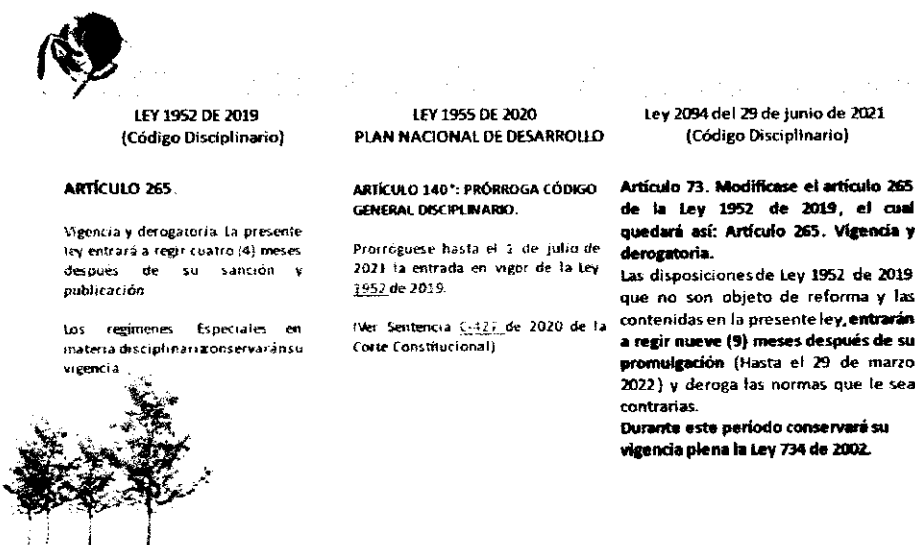 LEY 1952 DE 2019
(Código Disciplinario)
ARTÍCULO 265.
Vigencia y derogatoria. La presente
ley entrará a regir cuatro (4) meses
después de su sanción y
publicación
Los regimenes Especiales en
materia disciplinaria conservarán su
vigencia
LEY 1955 DE 2020
PLAN NACIONAL DE DESARROLLO
ARTÍCULO 140°: PRÓRROGA CÓDIGO
GENERAL DISCIPLINARIO.
Prorróguese hasta el 1 de julio de
2021 la entrada en vigor de la Ley
1952 de 2019.
(Ver Sentencia C-427 de 2020 de la
Corte Constitucional)
Ley 2094 del 29 de junio de 2021
(Código Disciplinario)
Artículo 73. Modifícase el artículo 265
de la Ley 1952 de 2019, el cual
quedará así: Artículo 265. Vigencia y
derogatoria.
Las disposiciones de Ley 1952 de 2019
que no son objeto de reforma y las
contenidas en la presente ley, entrarán
a regir nueve (9) meses después de su
promulgación (Hasta el 29 de marzo
2022) y deroga las normas que le sea
contrarias.
Durante este período conservará su
vigencia plena la Ley 734 de 2002.